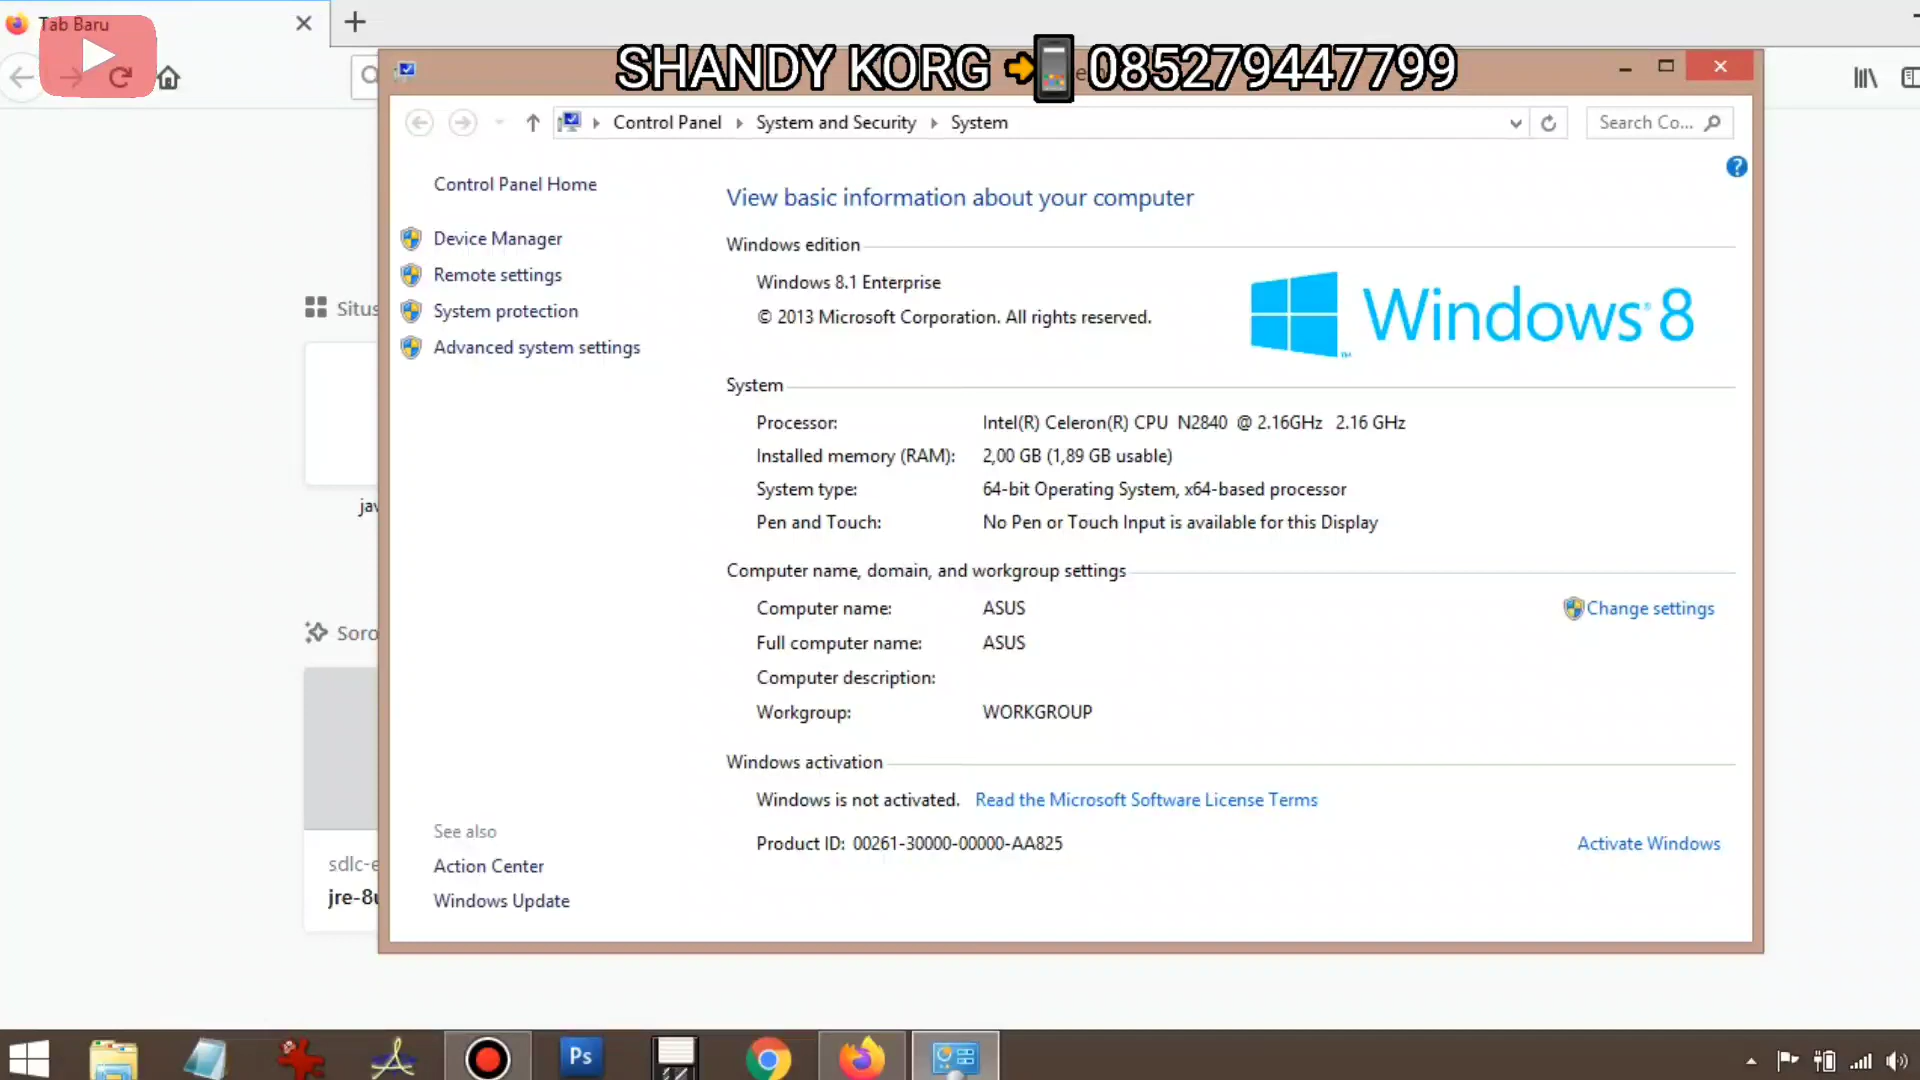 Tab Baru
SHANDY KORG 085279447799
Control Panel System and Security System
Search Co...
Control Panel Home
Device Manager
Remote settings
System protection
Advanced system settings
View basic information about your computer
Windows edition
Windows 8.1 Enterprise
© 2013 Microsoft Corporation. All rights reserved.
Windows 8
System
Processor: Intel(R) Celeron(R) CPU N2840 @ 2.16GHz 2.16 GHz
Installed memory (RAM): 2,00 GB (1,89 GB usable)
System type: 64-bit Operating System, x64-based processor
Pen and Touch: No Pen or Touch Input is available for this Display
Computer name, domain, and workgroup settings
Computer name: ASUS
Change settings
Full computer name: ASUS
Computer description:
Workgroup: WORKGROUP
Windows activation
Windows is not activated. Read the Microsoft Software License Terms
Product ID: 00261-30000-00000-AA825
Activate Windows
See also
Action Center
Windows Update
Situs
jav
Soro
sdlc-e
jre-8u
Ps